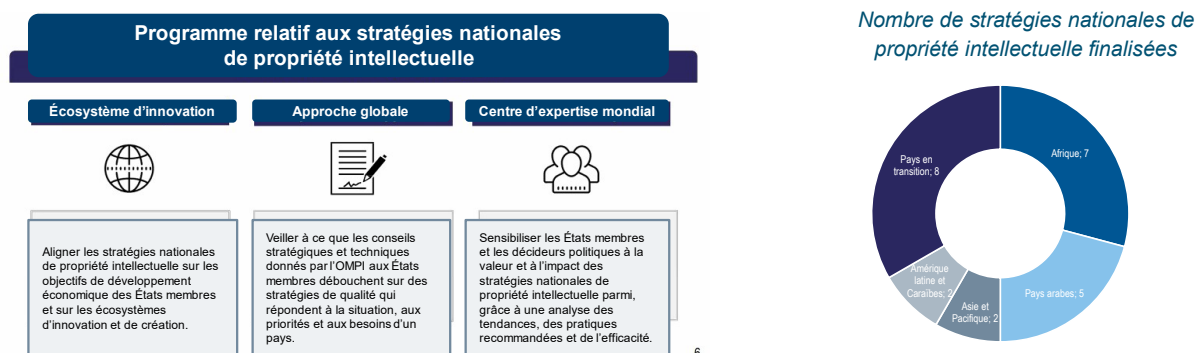 Programme relatif aux stratégies nationales
de propriété intellectuelle
Écosystème d'innovation
Approche globale
Centre d'expertise mondial
Aligner les stratégies nationales
de propriété intellectuelle sur les
objectifs de développement
économique des États membres
et sur les écosystèmes
d'innovation et de création.
Veiller à ce que les conseils
stratégiques et techniques
donnés par l'OMPI aux États
membres débouchent sur des
stratégies de qualité qui
répondent à la situation, aux
priorités et aux besoins d'un
pays.
Sensibiliser les États membres
et les décideurs politiques à la
valeur et à l'impact des
stratégies nationales de
propriété intellectuelle parmi,
grâce à une analyse des
tendances, des pratiques
recommandées et de l'efficacité.
6
Nombre de stratégies nationales de
propriété intellectuelle finalisées
Pays en
transition; 8
Afrique; 7
Amérique
latine et
Caraïbes; 2
Asie et
Pacifique; 2
Pays arabes; 5